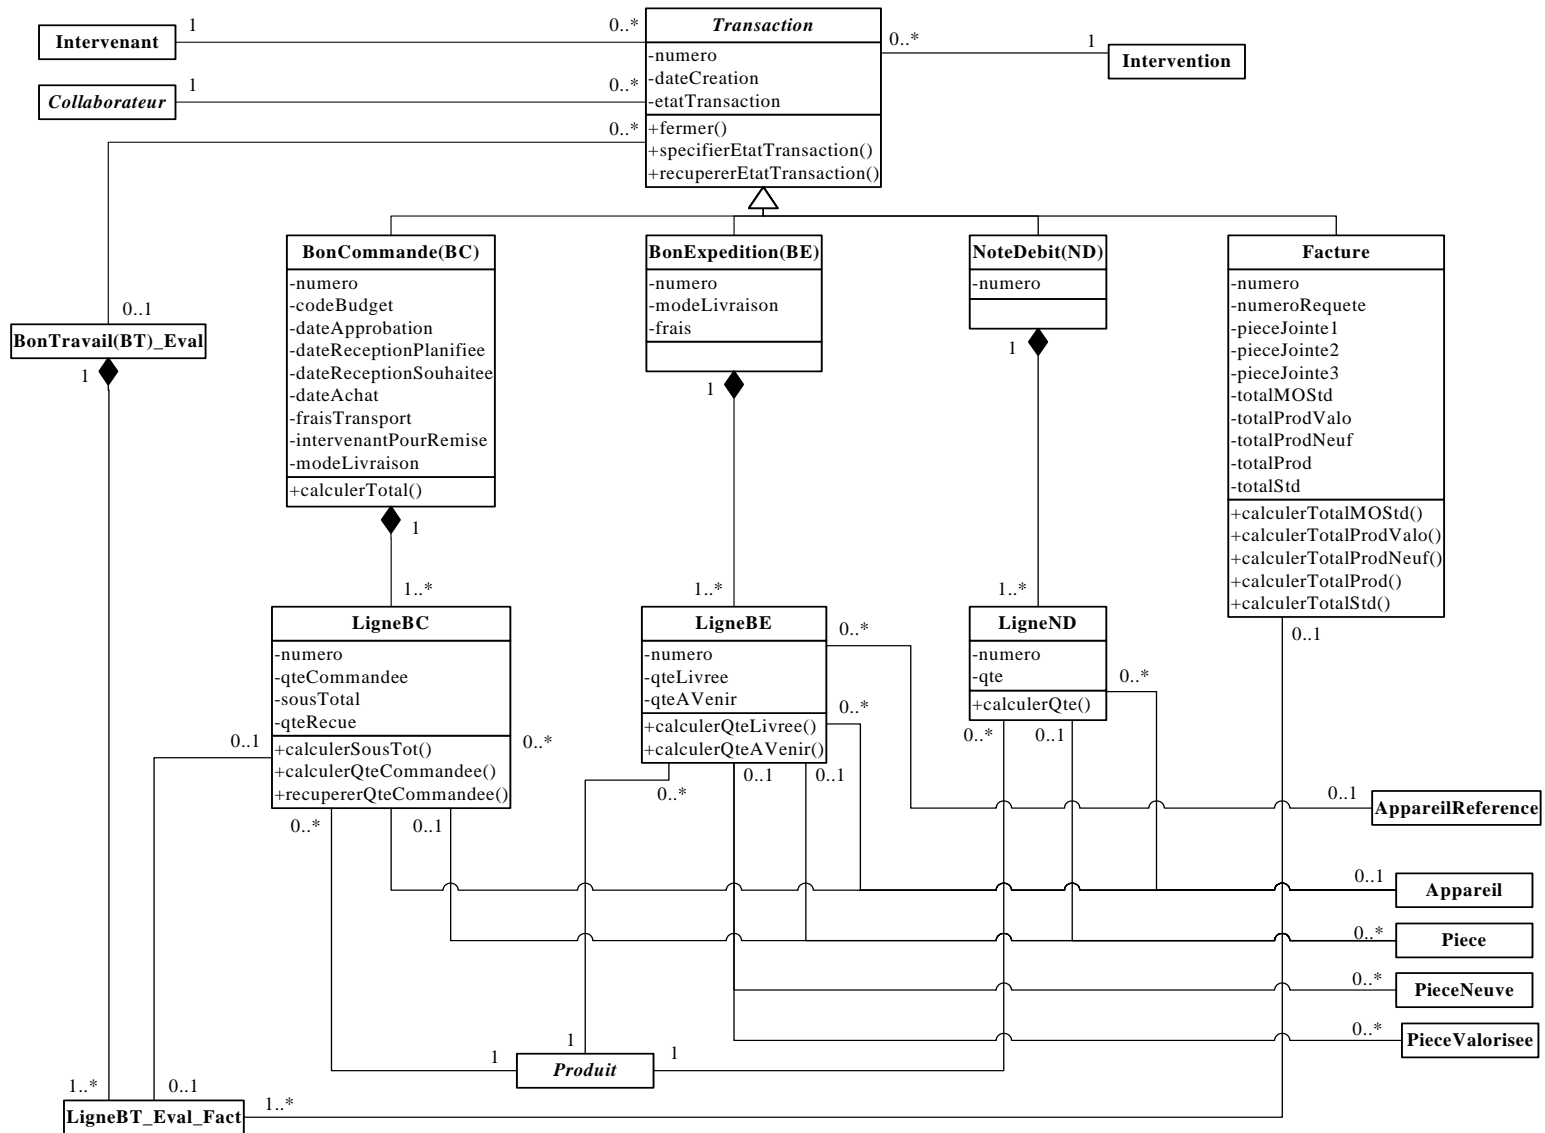 Transaction
-numero
-dateCreation
-etatTransaction
+fermer()
+specifierEtatTransaction()
+recupererEtatTransaction()
Intervenant
1
0..*
Collaborateur
1
0..*
0..*
0..*
1
Intervention
0..1
BonTravail(BT)_Eval
1
BonCommande(BC)
-numero
-codeBudget
-dateApprobation
-dateReceptionPlanifiee
-dateReceptionSouhaitee
-dateAchat
-fraisTransport
-intervenantPourRemise
-modeLivraison
+calculerTotal()
1
1..*
BonExpedition(BE)
-numero
-modeLivraison
-frais
1
1..*
NoteDebit(ND)
-numero
1
1..*
Facture
-numero
-numeroRequete
-pieceJointe1
-pieceJointe2
-pieceJointe3
-totalMOStd
-totalProdValo
-totalProdNeuf
-totalProd
-totalStd
+calculerTotalMOStd()
+calculerTotalProdValo()
+calculerTotalProdNeuf()
+calculerTotalProd()
+calculerTotalStd()
0..1
LigneBC
-numero
-qteCommandee
-sousTotal
-qteRecue
+calculerSousTot()
+calculerQteCommandee()
+recupererQteCommandee()
0..1
0..*
0..*
0..1
LigneBE
-numero
-qteLivree
-qteAVenir
+calculerQteLivree()
+calculerQteAVenir()
0..*
0..*
0..*
0..1
0..1
LigneND
-numero
-qte
+calculerQte()
0..*
0..*
0..1
0..1
AppareilReference
0..1
Appareil
0..*
Piece
0..*
PieceNeuve
0..*
PieceValorisee
1
1
1
Produit
1..*
0..1
1..*
LigneBT_Eval_Fact